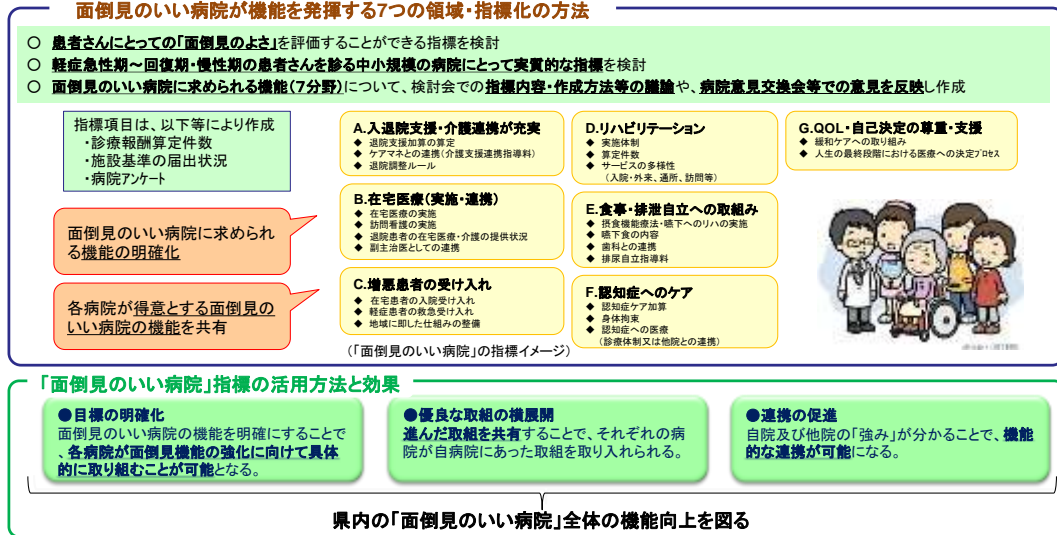 面倒見のいい病院が機能を発揮する7つの領域・指標化の方法
○ 患者さんにとっての「面倒見のよさ」を評価することができる指標を検討
○ 軽症急性期～回復期・慢性期の患者さんを診る中小規模の病院にとって実質的な指標を検討
○ 面倒見のいい病院に求められる機能(7分野)について、検討会での指標内容・作成方法等の議論や、病院意見交換会等での意見を反映し作成
指標項目は、以下等により作成
・診療報酬算定件数
・施設基準の届出状況
・病院アンケート
面倒見のいい病院に求められ
る機能の明確化
各病院が得意とする面倒見の
いい病院の機能を共有
A.入退院支援・介護連携が充実
◆ 退院支援加算の算定
◆ ケアマネとの連携(介護支援連携指導料)
◆ 退院調整ルール
B.在宅医療(実施・連携)
◆ 在宅医療の実施
◆ 訪問看護の実施
◆ 退院患者の在宅医療・介護の提供状況
◆ 副主治医としての連携
C.増悪患者の受け入れ
◆ 在宅患者の入院受け入れ
◆ 軽症患者の救急受け入れ
◆ 地域に即した仕組みの整備
D.リハビリテーション
◆ 実施体制
◆ 算定件数
◆ サービスの多様性
(入院・外来、通所、訪問等)
E.食事・排泄自立への取組み
◆ 摂食機能療法・嚥下へのリハの実施
◆ 嚥下食の内容
◆ 歯科との連携
◆ 排尿自立指導料
F.認知症へのケア
◆ 認知症ケア加算
◆ 身体拘束
◆ 認知症への医療
(診療体制又は他院との連携)
G.QOL・自己決定の尊重・支援
◆ 緩和ケアへの取り組み
◆ 人生の最終段階における医療への決定プロセス
(「面倒見のいい病院」の指標イメージ)
「面倒見のいい病院」指標の活用方法と効果
●目標の明確化
面倒見のいい病院の機能を明確にすることで
、各病院が面倒見機能の強化に向けて具体
的に取り組むことが可能となる。
●優良な取組の横展開
進んだ取組を共有することで、それぞれの病
院が自病院にあった取組を取り入れられる。
●連携の促進
自院及び他院の「強み」が分かることで、機能
的な連携が可能になる。
県内の「面倒見のいい病院」全体の機能向上を図る